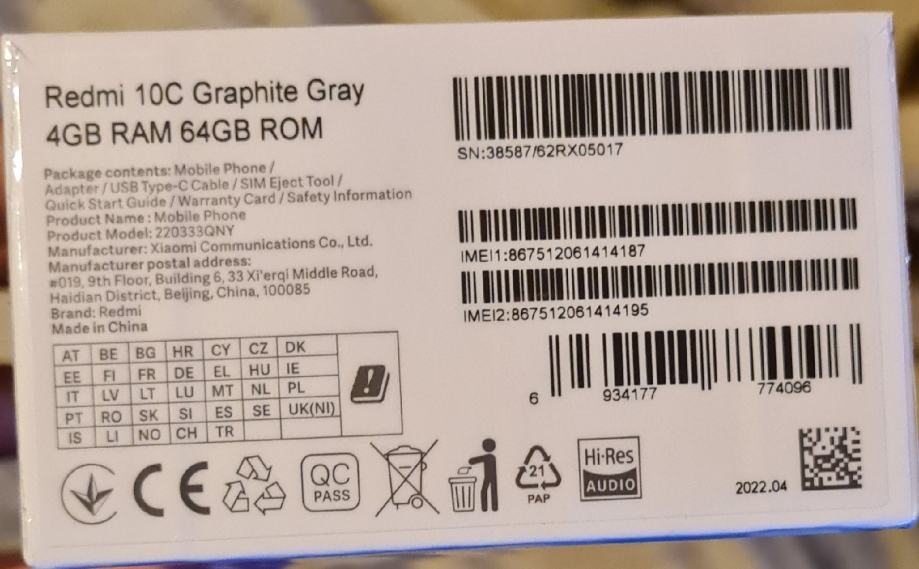 Redmi 10C Graphite Gray
4GB RAM 64GB ROM
Package contents: Mobile Phone /
Adapter / USB Type-C Cable / SIM Eject Tool /
Quick Start Guide / Warranty Card / Safety Information
Product Name : Mobile Phone
Product Model: 220333QNY
Manufacturer: Xiaomi Communications Co., Ltd.
Manufacturer postal address:
#019, 9th Floor, Building 6, 33 Xi'erqi Middle Road,
Haidian District, Beijing, China, 100085
Brand: Redmi
Made in China
AT BE BG HR CY CZ DK
EE FI FR DE EL HU IE
IT LV LT LU MT NL PL
PT RO SK SI ES SE UK(NI)
IS LI NO CH TR
SN:38587/62RX05017
IMEI1:867512061414187
IMEI2:867512061414195
6 934177 774096
CE
QC
PASS
21
PAP
Hi-Res
AUDIO
2022.04